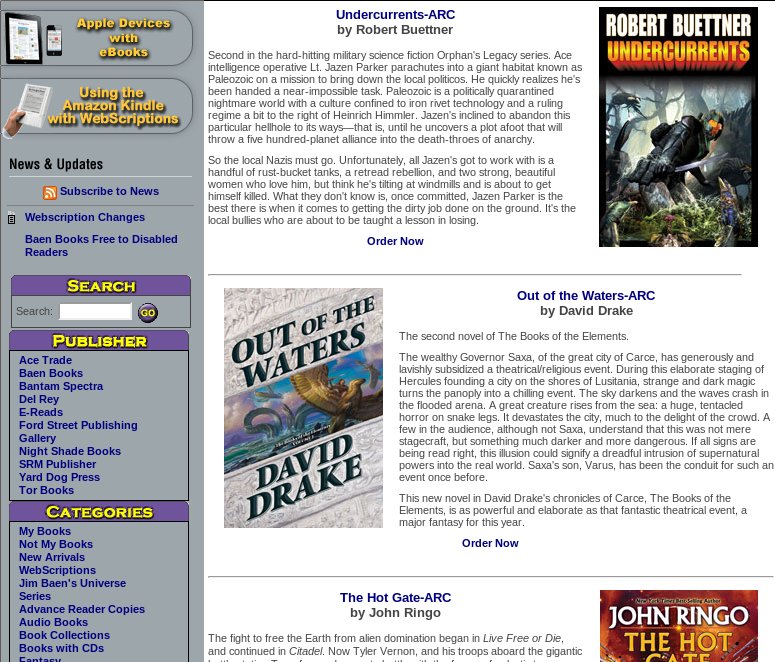 Apple Devices
with
eBooks
Using the
Amazon Kindle
with WebScriptions
News & Updates
Subscribe to News
Webscription Changes
Baen Books Free to Disabled
Readers
Search
Search:
GO
Publisher
Ace Trade
Baen Books
Bantam Spectra
Del Rey
E-Reads
Ford Street Publishing
Gallery
Night Shade Books
SRM Publisher
Yard Dog Press
Tor Books
Categories
My Books
Not My Books
New Arrivals
WebScriptions
Jim Baen's Universe
Series
Advance Reader Copies
Audio Books
Book Collections
Books with CDs
Fantasy
Undercurrents-ARC
by Robert Buettner
Second in the hard-hitting military science fiction Orphan's Legacy series. Ace
intelligence operative Lt. Jazen Parker parachutes into a giant habitat known as
Paleozoic on a mission to bring down the local politicos. He quickly realizes he's
been handed a near-impossible task. Paleozoic is a politically quarantined
nightmare world with a culture confined to iron rivet technology and a ruling
regime a bit to the right of Heinrich Himmler. Jazen's inclined to abandon this
particular hellhole to its ways—that is, until he uncovers a plot afoot that will
throw a five hundred-planet alliance into the death-throes of anarchy.
So the local Nazis must go. Unfortunately, all Jazen's got to work with is a
handful of rust-bucket tanks, a retread rebellion, and two strong, beautiful
women who love him, but think he's tilting at windmills and is about to get
himself killed. What they don't know is, once committed, Jazen Parker is the
best there is when it comes to getting the dirty job done on the ground. It's the
local bullies who are about to be taught a lesson in losing.
Order Now
ROBERT BUETTNER
UNDERCURRENTS
OUT OF THE
WATERS
DAVID
DRAKE
Out of the Waters-ARC
by David Drake
The second novel of The Books of the Elements.
The wealthy Governor Saxa, of the great city of Carce, has generously and
lavishly subsidized a theatrical/religious event. During this elaborate staging of
Hercules founding a city on the shores of Lusitania, strange and dark magic
turns the panoply into a chilling event. The sky darkens and the waves crash in
the flooded arena. A great creature rises from the sea: a huge, tentacled
horror on snake legs. It devastates the city, much to the delight of the crowd. A
few in the audience, although not Saxa, understand that this was not mere
stagecraft, but something much darker and more dangerous. If all signs are
being read right, this illusion could signify a dreadful intrusion of supernatural
powers into the real world. Saxa's son, Varus, has been the conduit for such an
event once before.
This new novel in David Drake's chronicles of Carce, The Books of the
Elements, is as powerful and elaborate as that fantastic theatrical event, a
major fantasy for this year.
Order Now
The Hot Gate-ARC
by John Ringo
The fight to free the Earth from alien domination began in Live Free or Die,
and continued in Citadel. Now Tyler Vernon, and his troops aboard the gigantic
New York Times Best-Selling Author
JOHN RINGO
THE HOT
GATE